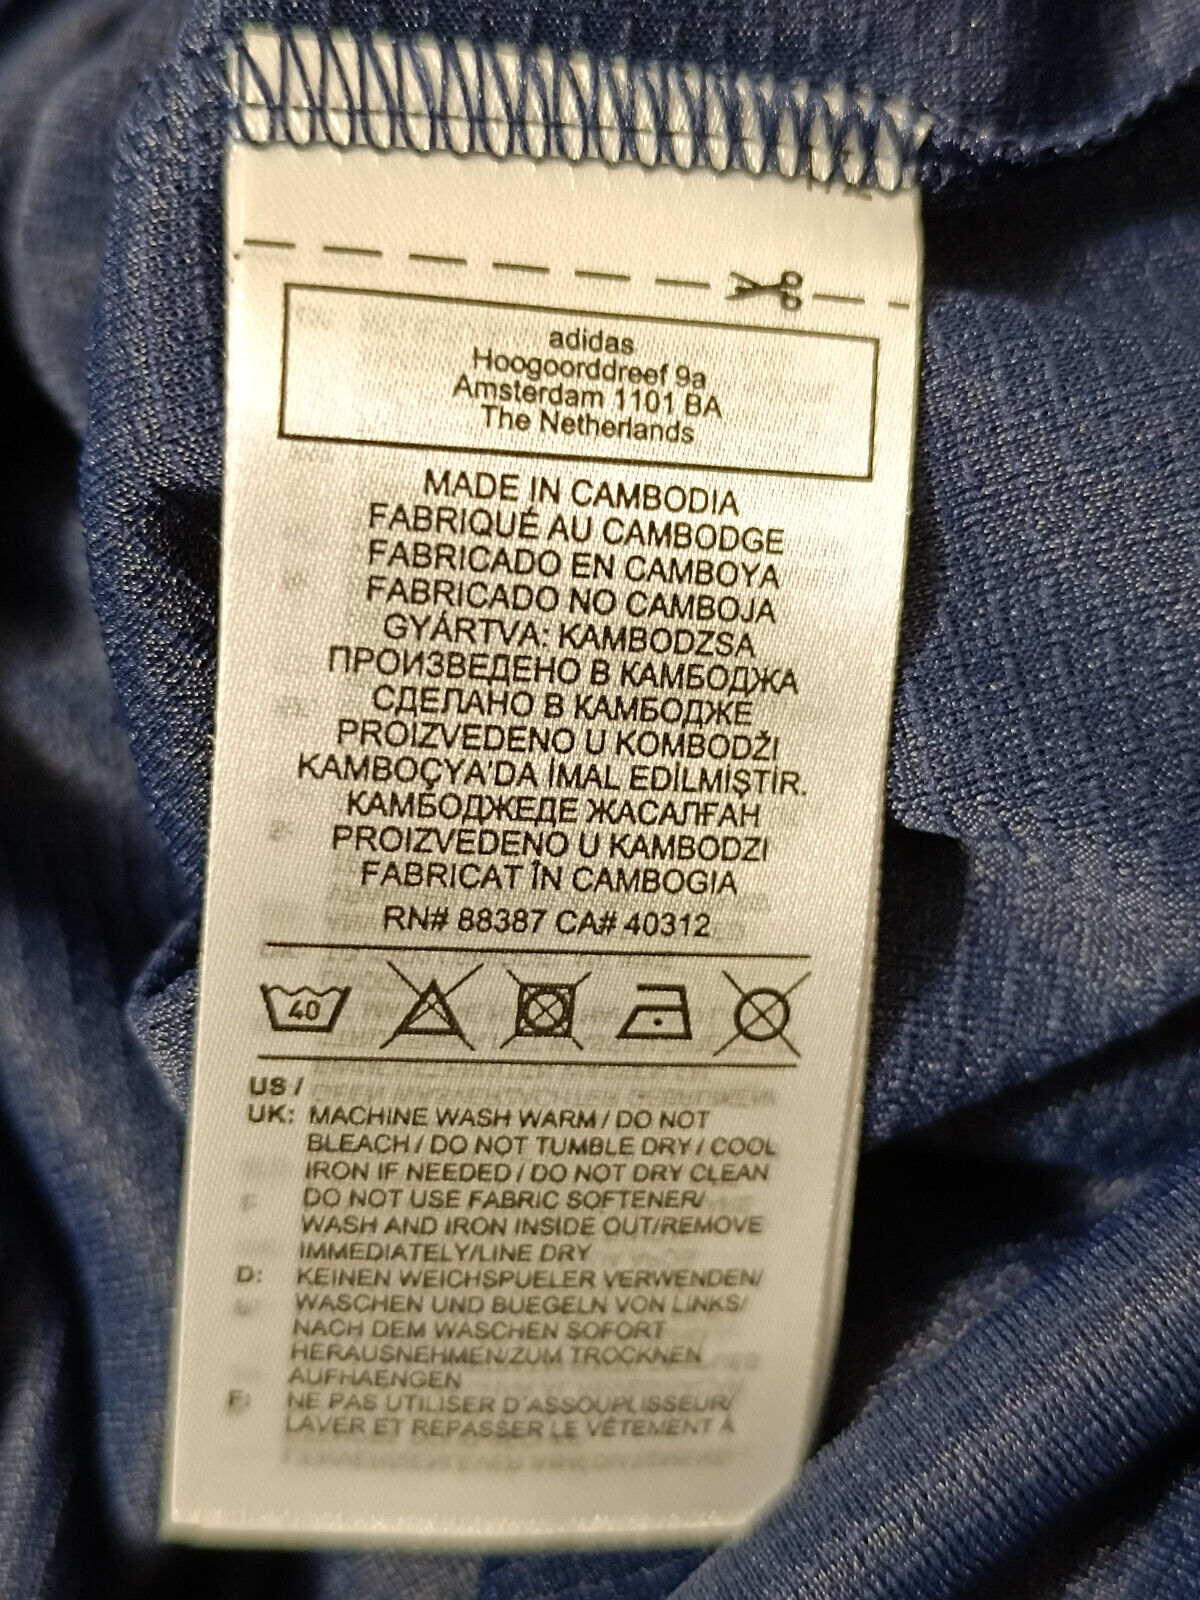 adidas
Hoogoorddreef 9a
Amsterdam 1101 BA
The Netherlands
MADE IN CAMBODIA
FABRIQUÉ AU CAMBODGE
FABRICADO EN CAMBOYA
FABRICADO NO CAMBOJA
GYÁRTVA: KAMBODZSA
ПРОИЗВЕДЕНО В КАМБОДЖА
СДЕЛАНО В КАМБОДЖЕ
PROIZVEDENO U KOMBODŽI
KAMBOÇYA'DA İMAL EDİLMİŞTİR.
КАМБОДЖЕДЕ ЖАСАЛҒАН
PROIZVEDENO U KAMBODZI
FABRICAT ÎN CAMBOGIA
RN# 88387 CA# 40312
40
US /
UK: MACHINE WASH WARM / DO NOT
BLEACH / DO NOT TUMBLE DRY / COOL
IRON IF NEEDED / DO NOT DRY CLEAN
DO NOT USE FABRIC SOFTENER/
WASH AND IRON INSIDE OUT/REMOVE
IMMEDIATELY/LINE DRY
D: KEINEN WEICHSPUELER VERWENDEN/
WASCHEN UND BUEGELN VON LINKS/
NACH DEM WASCHEN SOFORT
HERAUSNEHMEN/ZUM TROCKNEN
AUFHAENGEN
F: NE PAS UTILISER D'ASSOUPLISSEUR/
LAVER ET REPASSER LE VÊTEMENT À